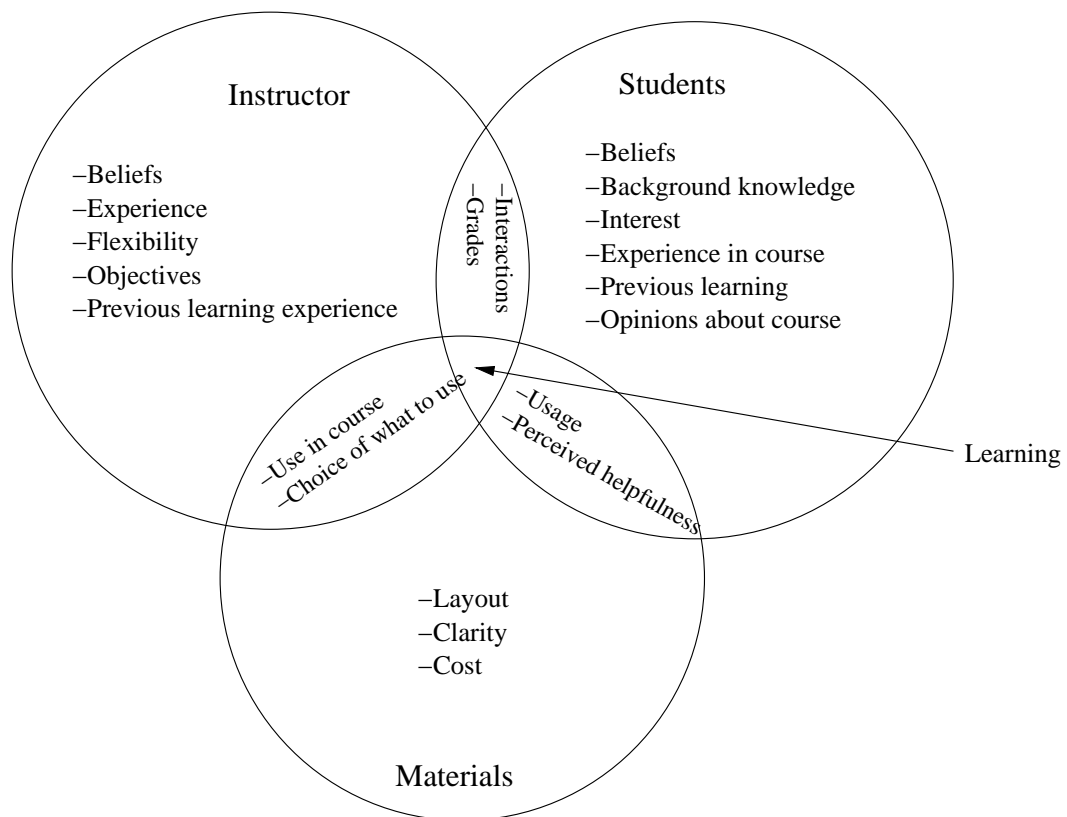 Instructor
–Beliefs
–Experience
–Flexibility
–Objectives
–Previous learning experience
Students
–Beliefs
–Background knowledge
–Interest
–Experience in course
–Previous learning
–Opinions about course
–Interactions
–Grades
–Use in course
–Choice of what to use
–Usage
–Perceived helpfulness
Learning
–Layout
–Clarity
–Cost
Materials